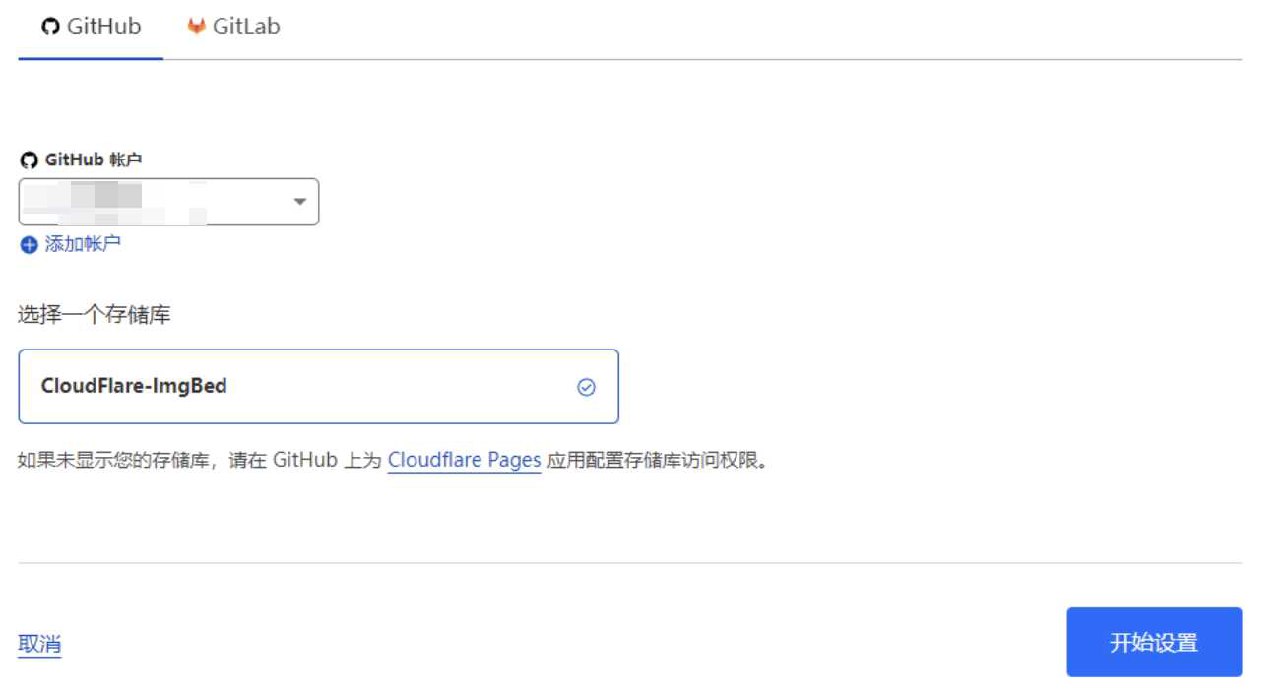 GitHub GitLab
GitHub 帐户
添加帐户
选择一个存储库
CloudFlare-ImgBed
如果未显示您的存储库，请在 GitHub 上为 Cloudflare Pages 应用配置存储库访问权限。
取消
开始设置